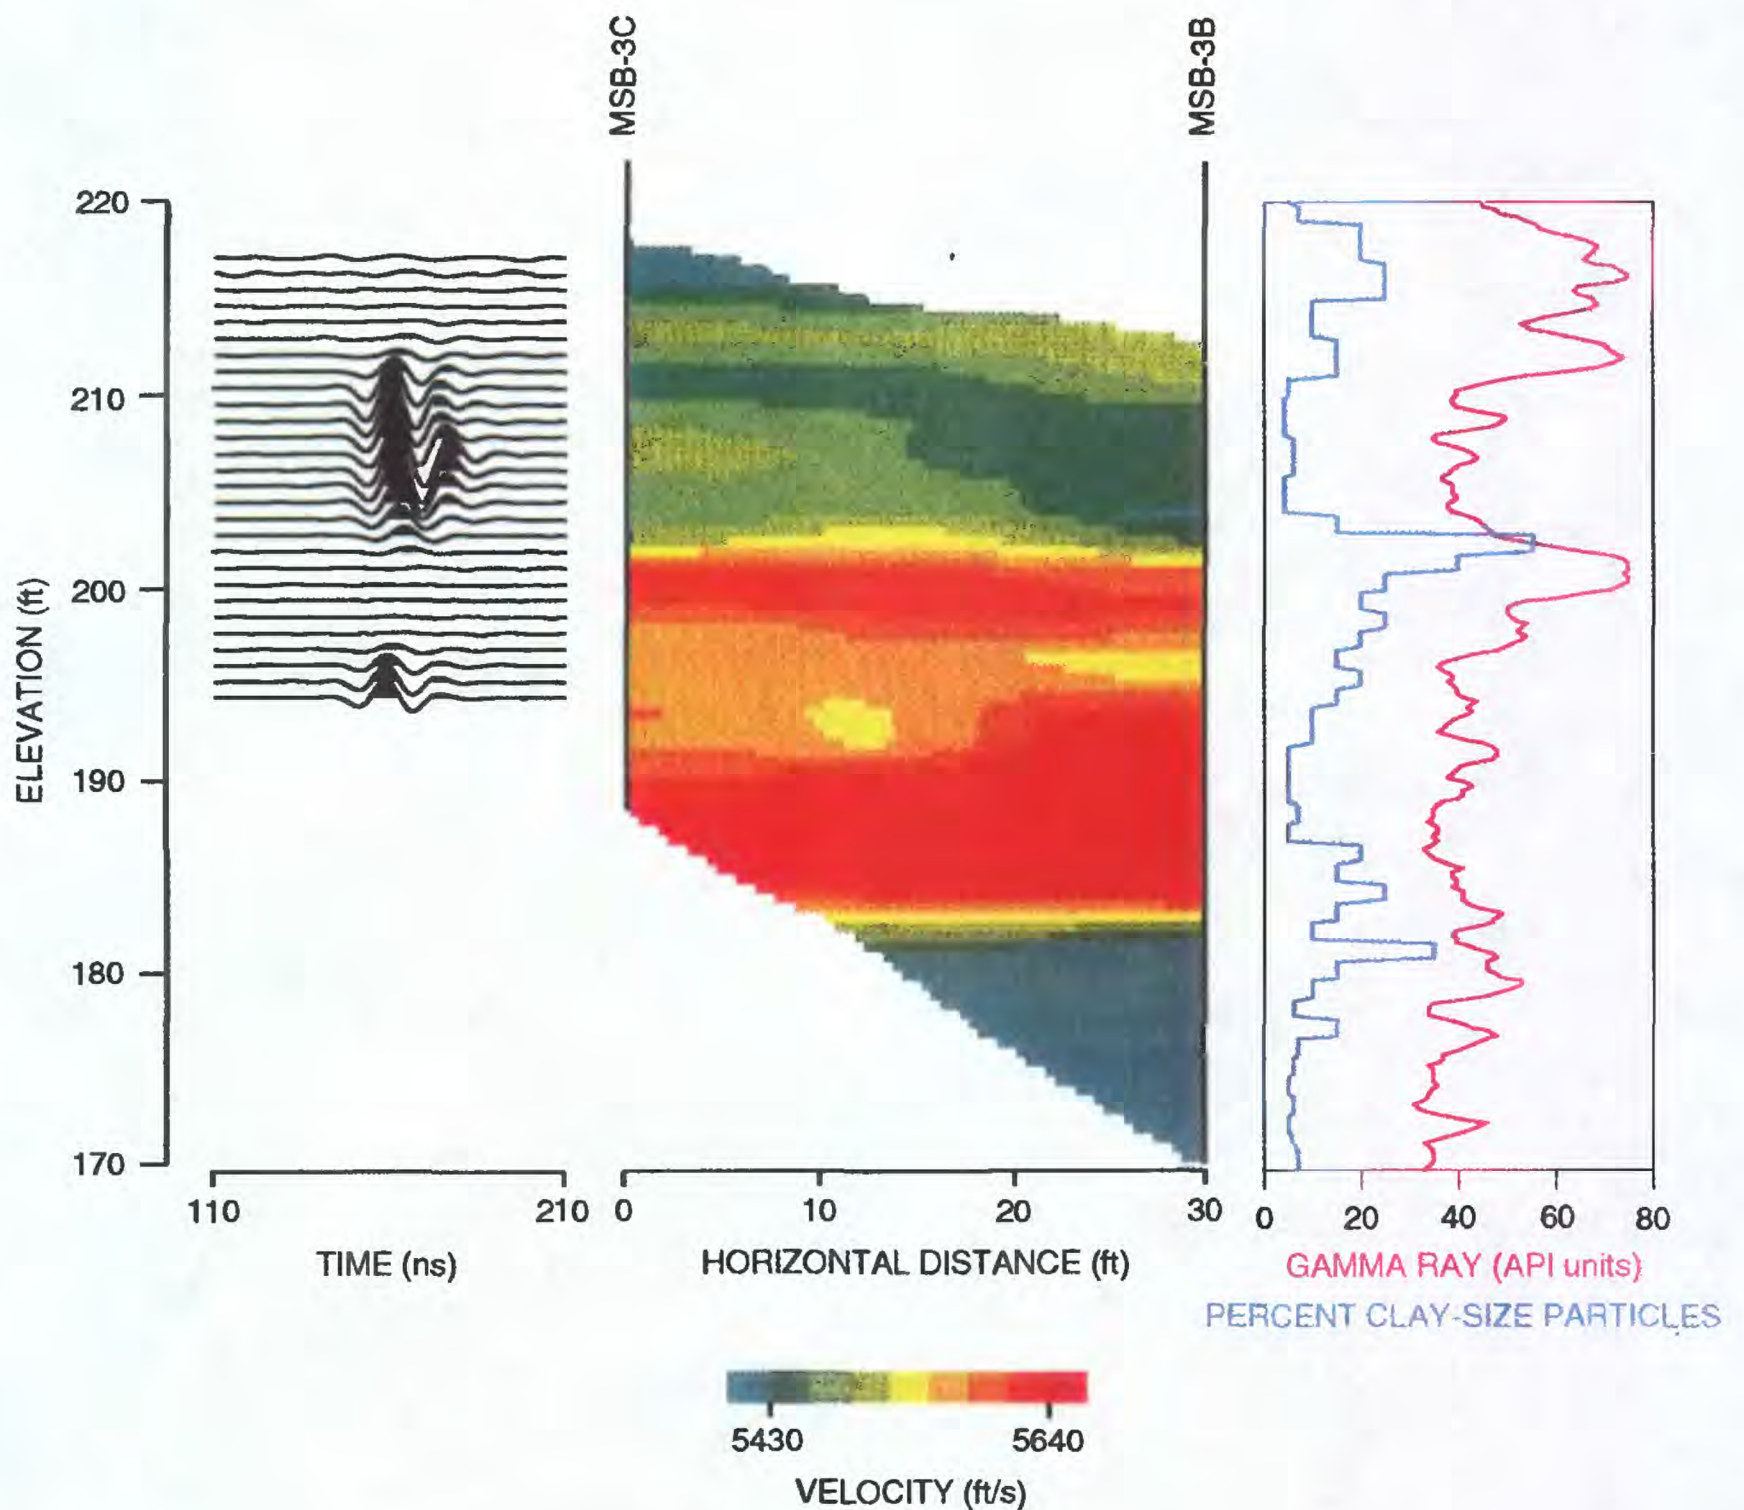 MSB-3C
MSB-3B
220
210
200
190
180
170
ELEVATION (ft)
110 210
0 10 20 30
0 20 40 60 80
TIME (ns)
HORIZONTAL DISTANCE (ft)
GAMMA RAY (API units)
PERCENT CLAY-SIZE PARTICLES
5430 5640
VELOCITY (ft/s)